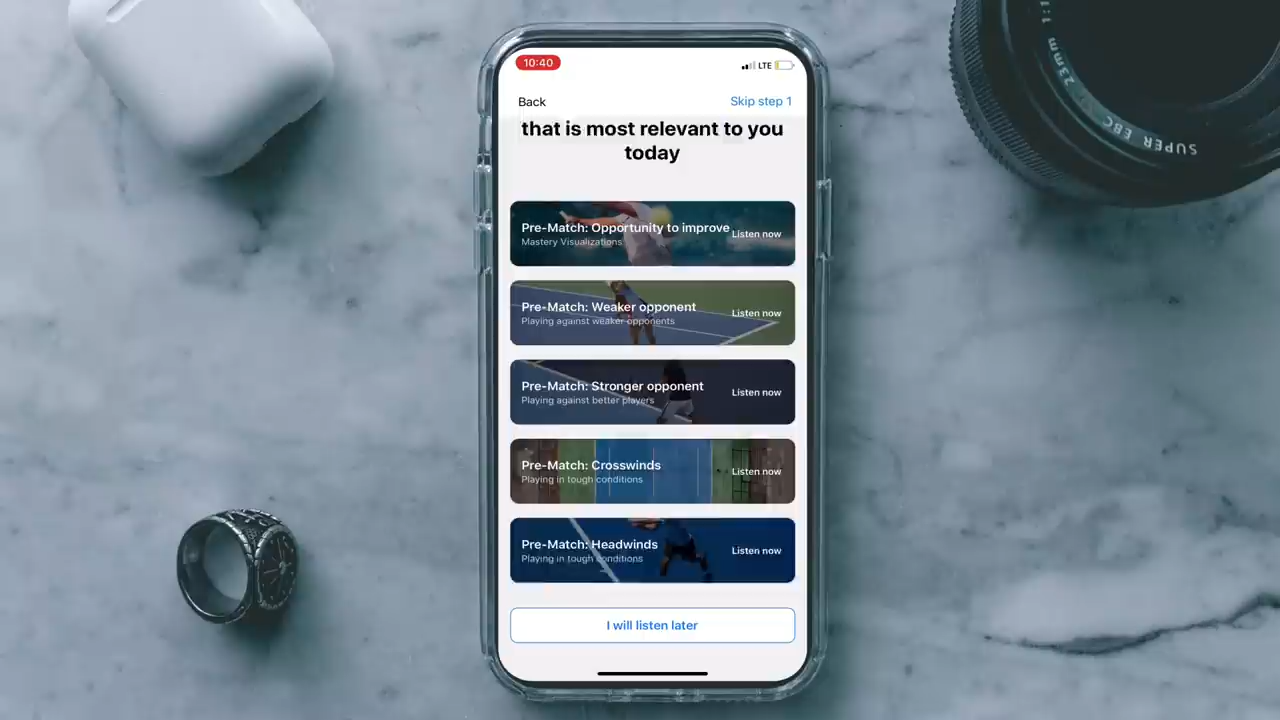 10:40
LTE
Back
Skip step 1
that is most relevant to you
today
Pre-Match: Opportunity to improve
Mastery Visualizations
Listen now
Pre-Match: Weaker opponent
Playing against weaker opponents
Listen now
Pre-Match: Stronger opponent
Playing against better players
Listen now
Pre-Match: Crosswinds
Playing in tough conditions
Listen now
Pre-Match: Headwinds
Playing in tough conditions
Listen now
I will listen later
1:1
23mm
SUPER EBC